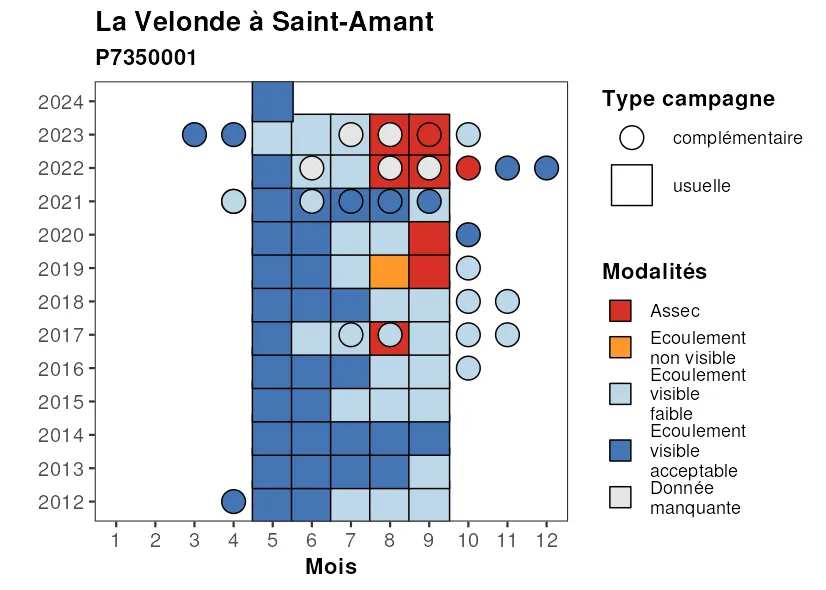 La Velonde à Saint-Amant
P7350001
2024
2023
2022
2021
2020
2019
2018
2017
2016
2015
2014
2013
2012
1 2 3 4 5 6 7 8 9 10 11 12
Mois
Type campagne
complémentaire
usuelle
Modalités
Assec
Ecoulement
non visible
Ecoulement
visible
faible
Ecoulement
visible
acceptable
Donnée
manquante